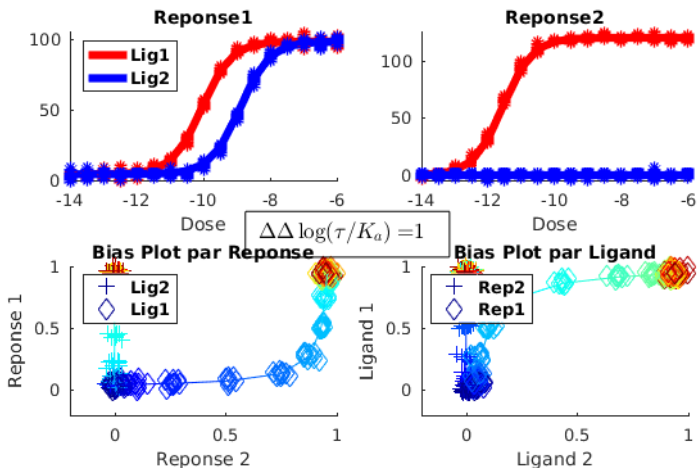 Reponse1
Reponse2
100
50
0
-14
-12
-10
-8
-6
Dose
Lig1
Lig2
100
50
0
-14
-12
-10
-8
-6
Dose
ΔΔ log(τ/Kₐ) =1
Bias Plot par Reponse
Bias Plot par Ligand
Reponse 1
1
0.5
0
0
0.5
1
Reponse 2
Lig2
Lig1
Ligand 1
1
0.5
0
0
0.5
1
Ligand 2
Rep2
Rep1